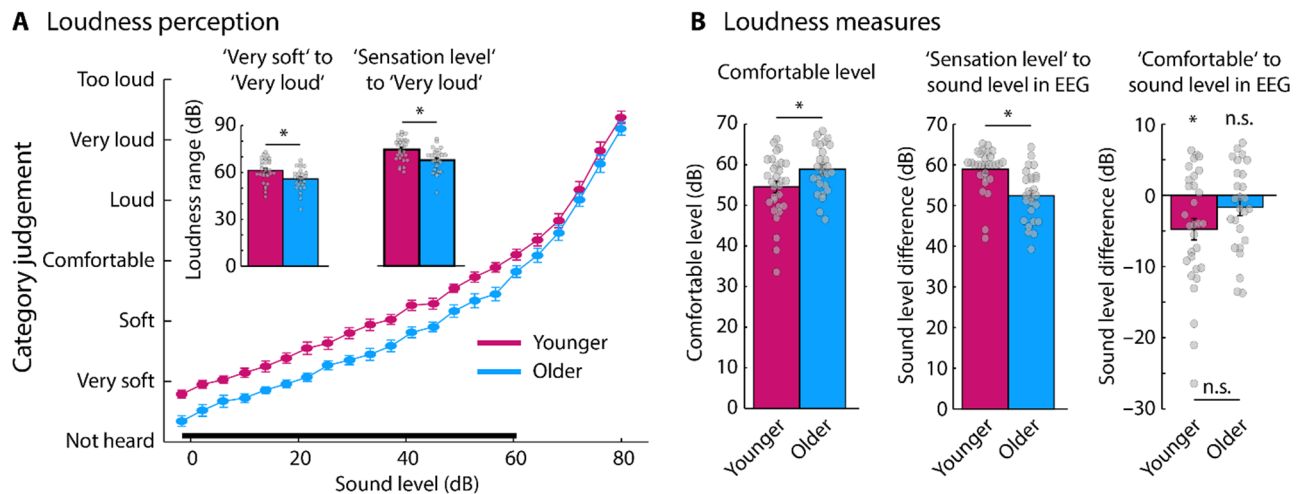 A Loudness perception
'Very soft' to
'Very loud'
'Sensation level'
to 'Very loud'
Category judgement
Too loud
Very loud
Loud
Comfortable
Soft
Very soft
Not heard
Loudness range (dB)
90
60
30
0
*
*
Younger
Older
0 20 40 60 80
Sound level (dB)
B Loudness measures
Comfortable level
Comfortable level (dB)
70
60
50
40
30
20
10
0
*
Younger Older
'Sensation level' to
sound level in EEG
Sound level difference (dB)
70
60
50
40
30
20
10
0
*
Younger Older
'Comfortable' to
sound level in EEG
Sound level difference (dB)
10
0
−10
−20
−30
* n.s.
n.s.
Younger Older